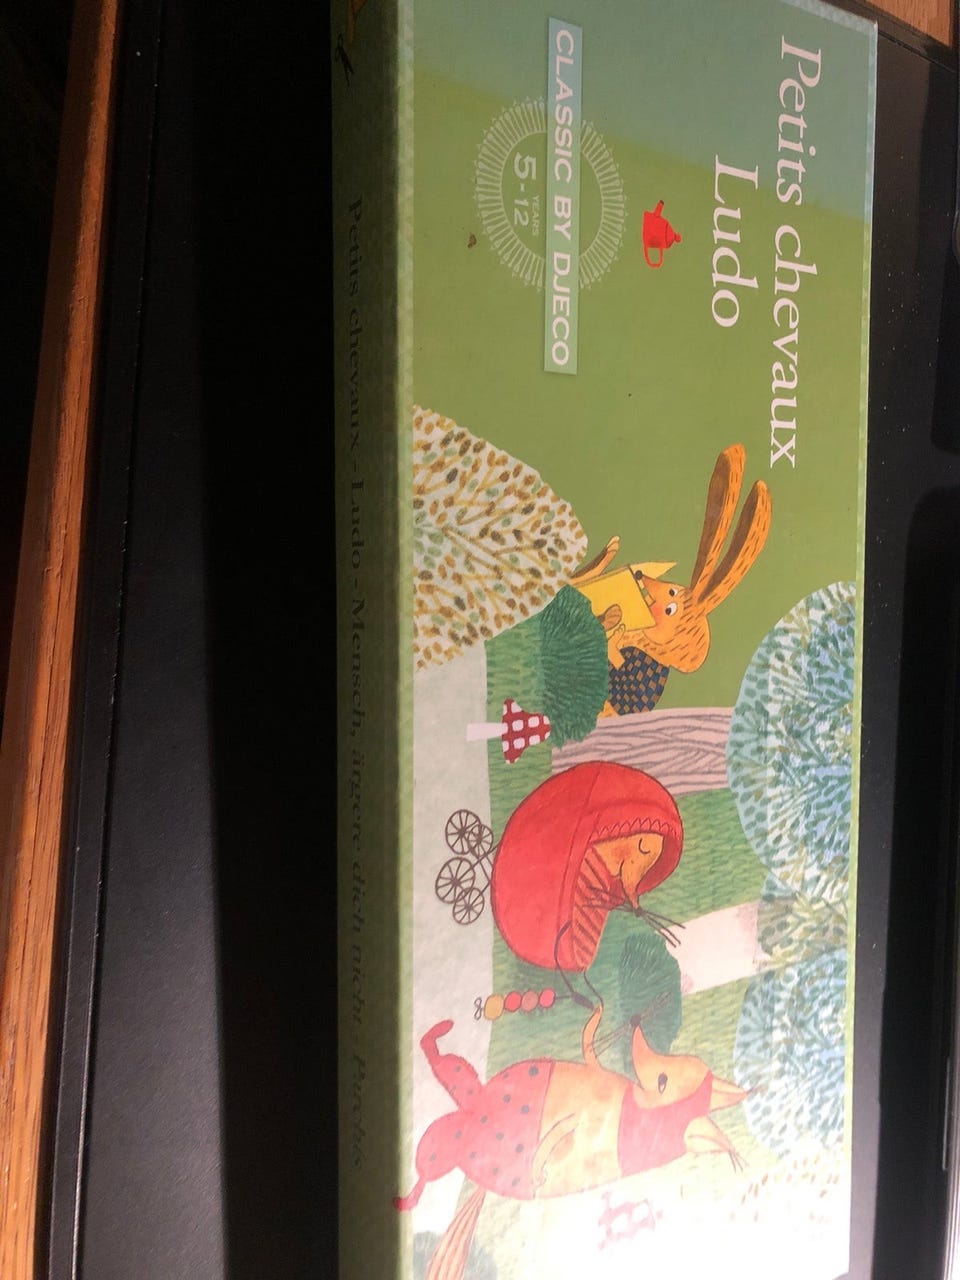 Petits chevaux
Ludo
CLASSIC BY DJECO
YEARS
5-12
Petits chevaux - Ludo - Mensch, ärgere dich nicht - Parchís